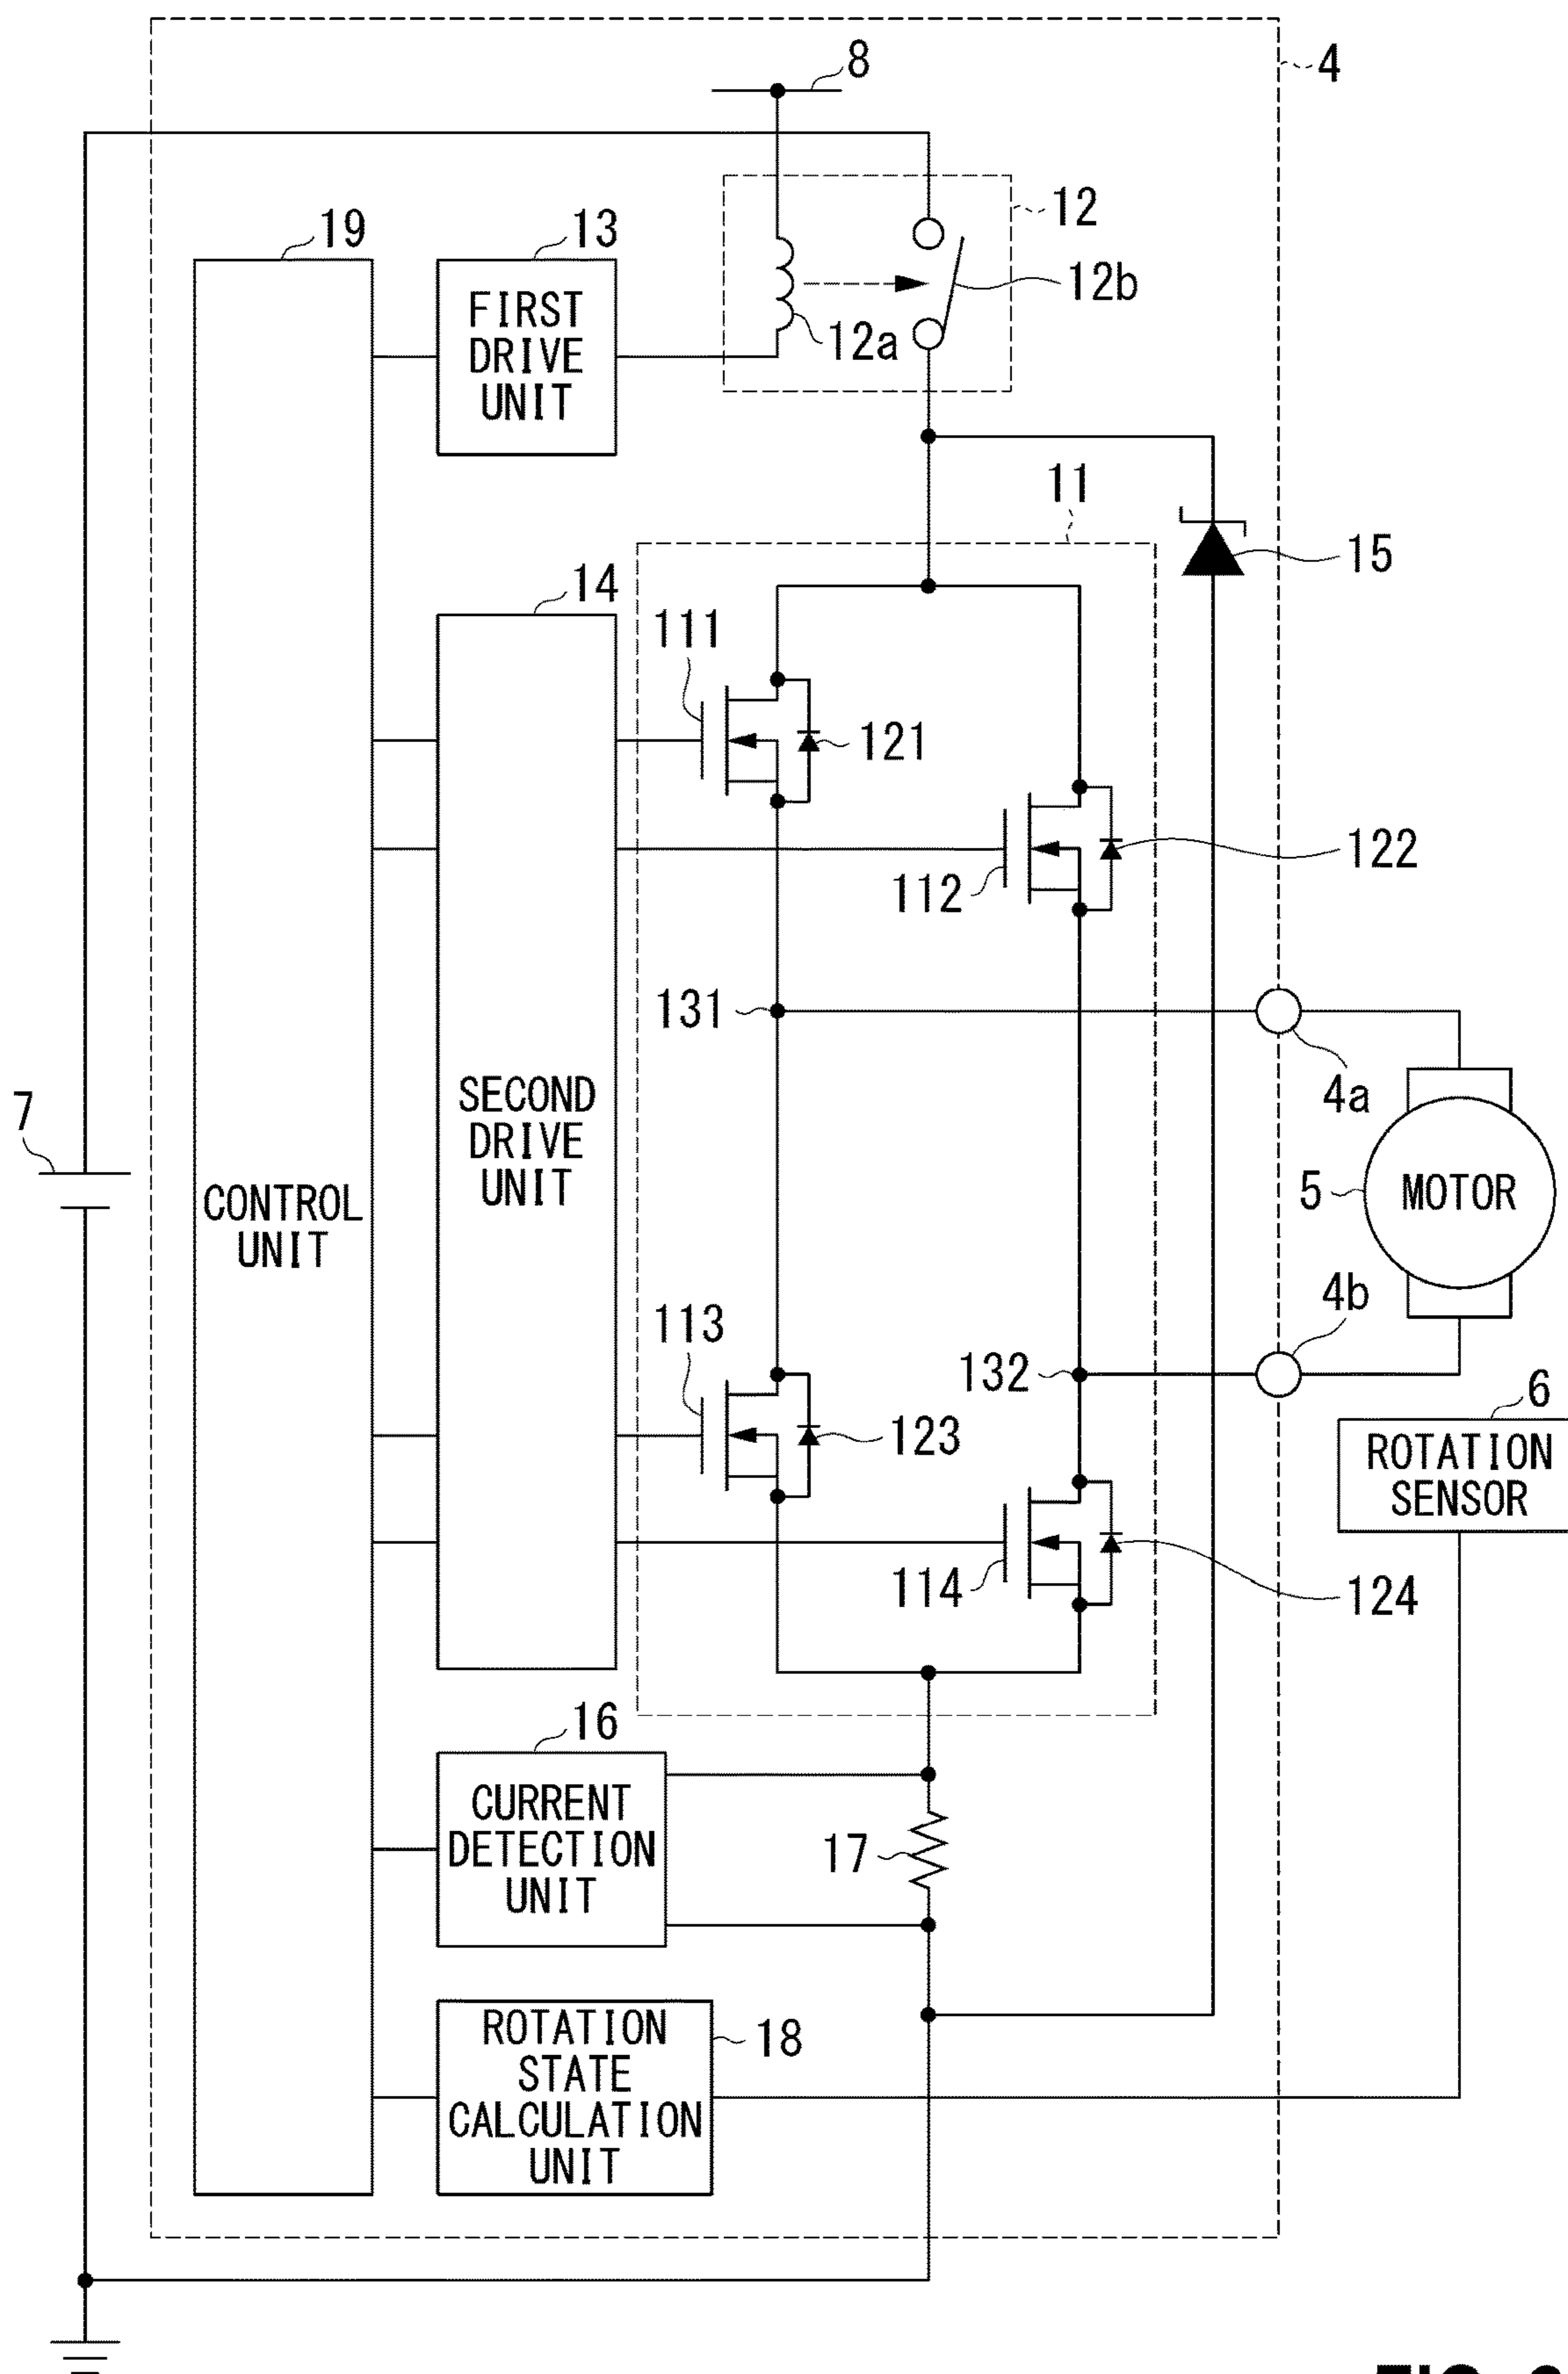 8
4
12
19
13
12b
FIRST
DRIVE
UNIT
12a
11
15
14
111
121
122
112
131
4a
7
SECOND
DRIVE
UNIT
CONTROL
UNIT
5
MOTOR
4b
113
132
6
123
ROTATION
SENSOR
114
124
16
CURRENT
DETECTION
UNIT
17
ROTATION
STATE
CALCULATION
UNIT
18